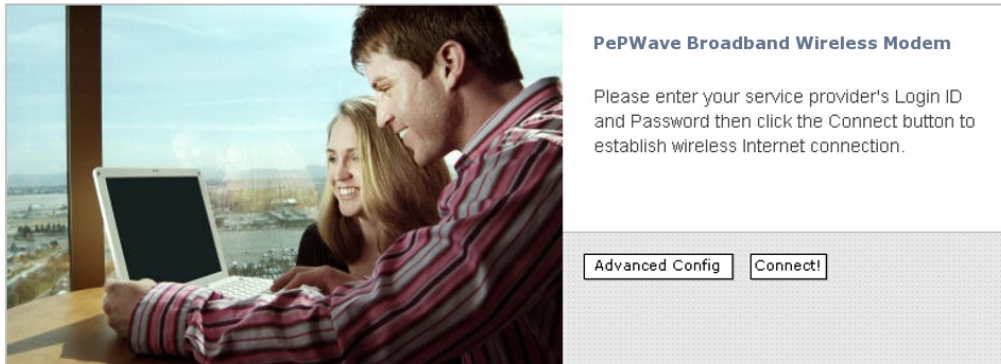 PePWave Broadband Wireless Modem
Please enter your service provider's Login ID
and Password then click the Connect button to
establish wireless Internet connection.
Advanced Config Connect!